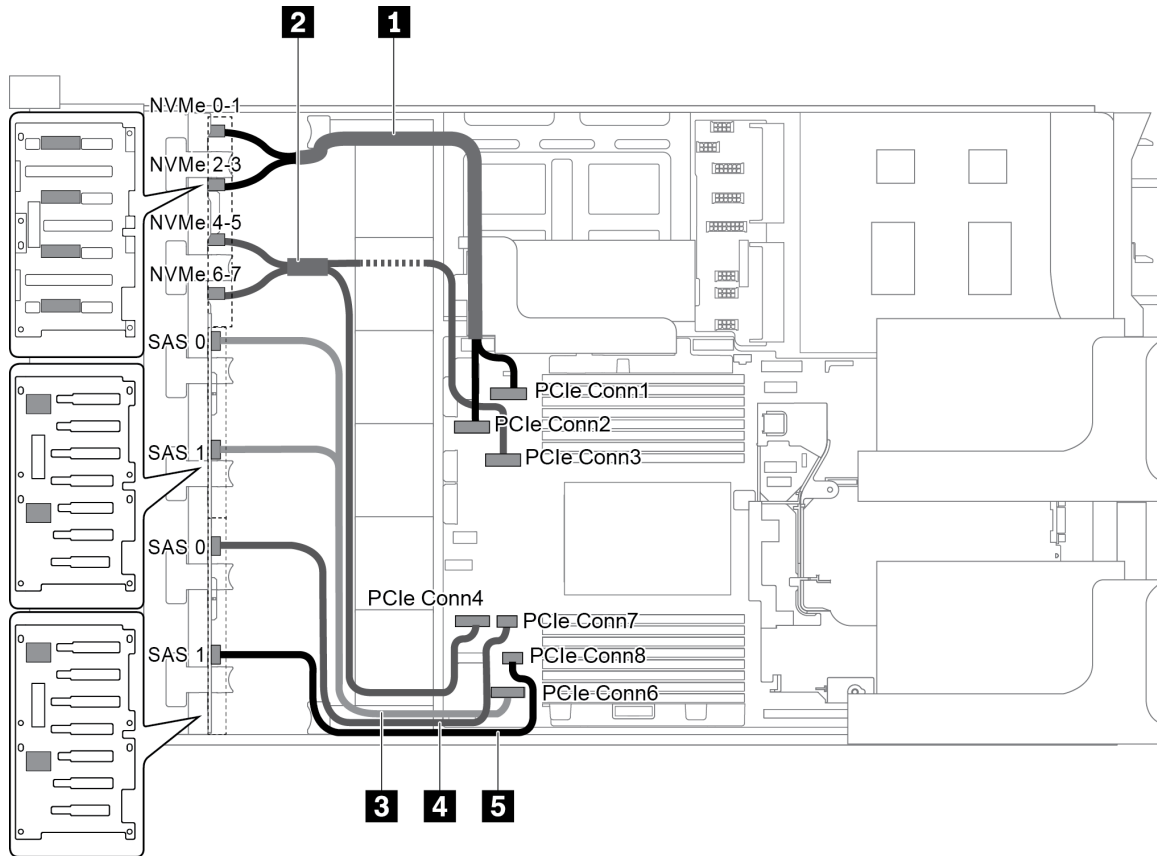 2 1
NVMe 0-1
NVMe 2-3
NVMe 4-5
NVMe 6-7
SAS 0
PCIe Conn1
PCIe Conn2
SAS 1
PCIe Conn3
SAS 0
PCIe Conn4
PCIe Conn7
SAS 1
PCIe Conn8
PCIe Conn6
3 4 5